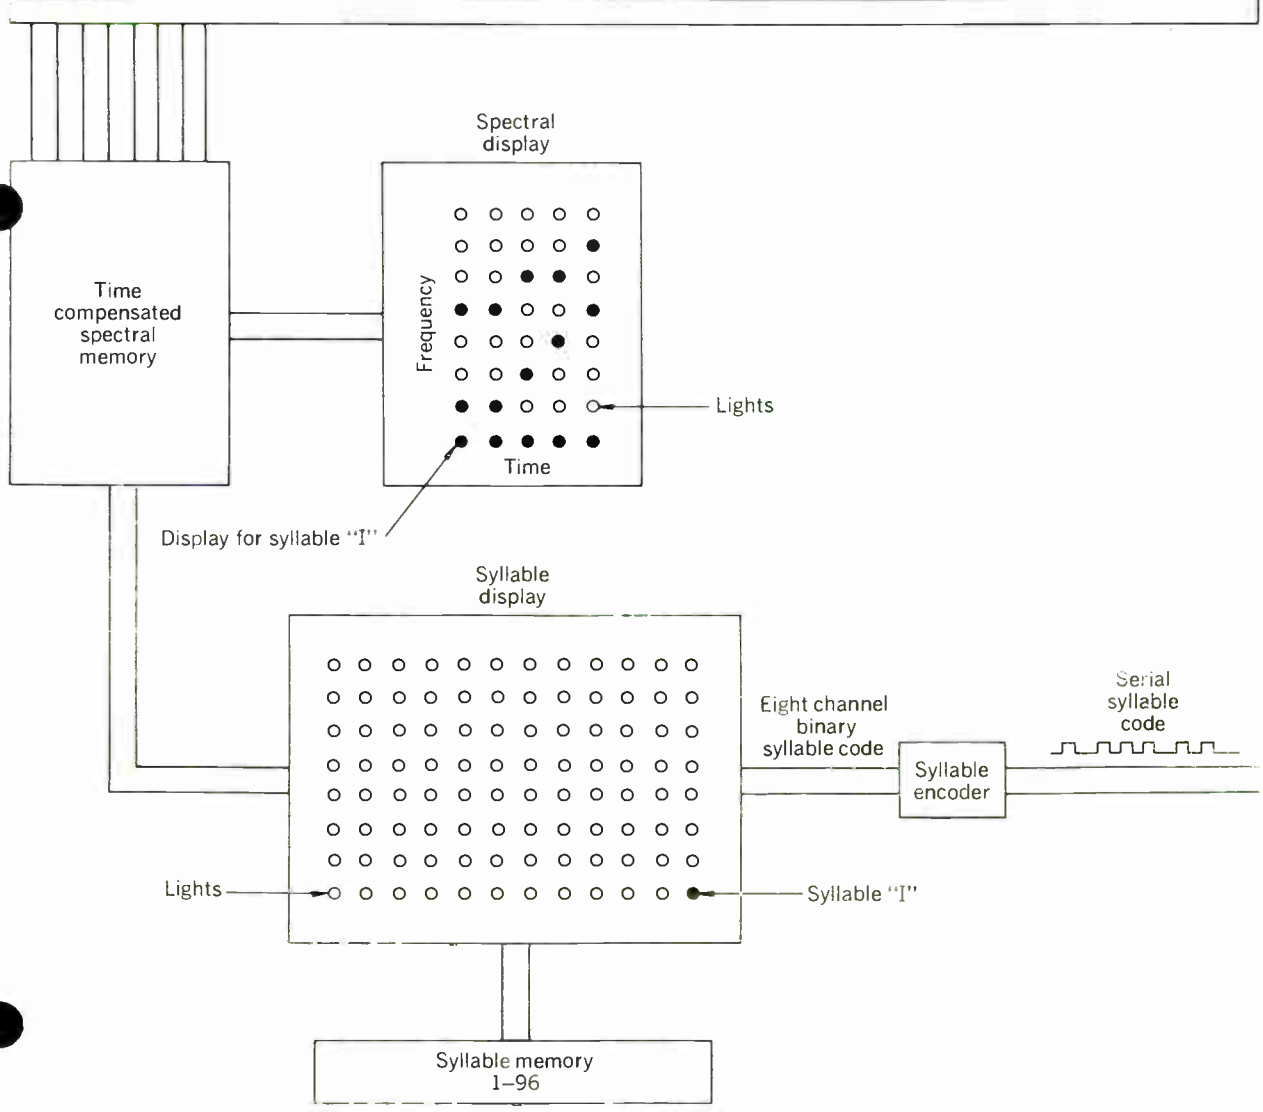 Spectral
display
Time
compensated
spectral
memory
Frequency
Lights
Time
Display for syllable “I”
Syllable
display
Eight channel
binary
syllable code
Serial
syllable
code
Syllable
encoder
Lights
Syllable “I”
Syllable memory
1–96